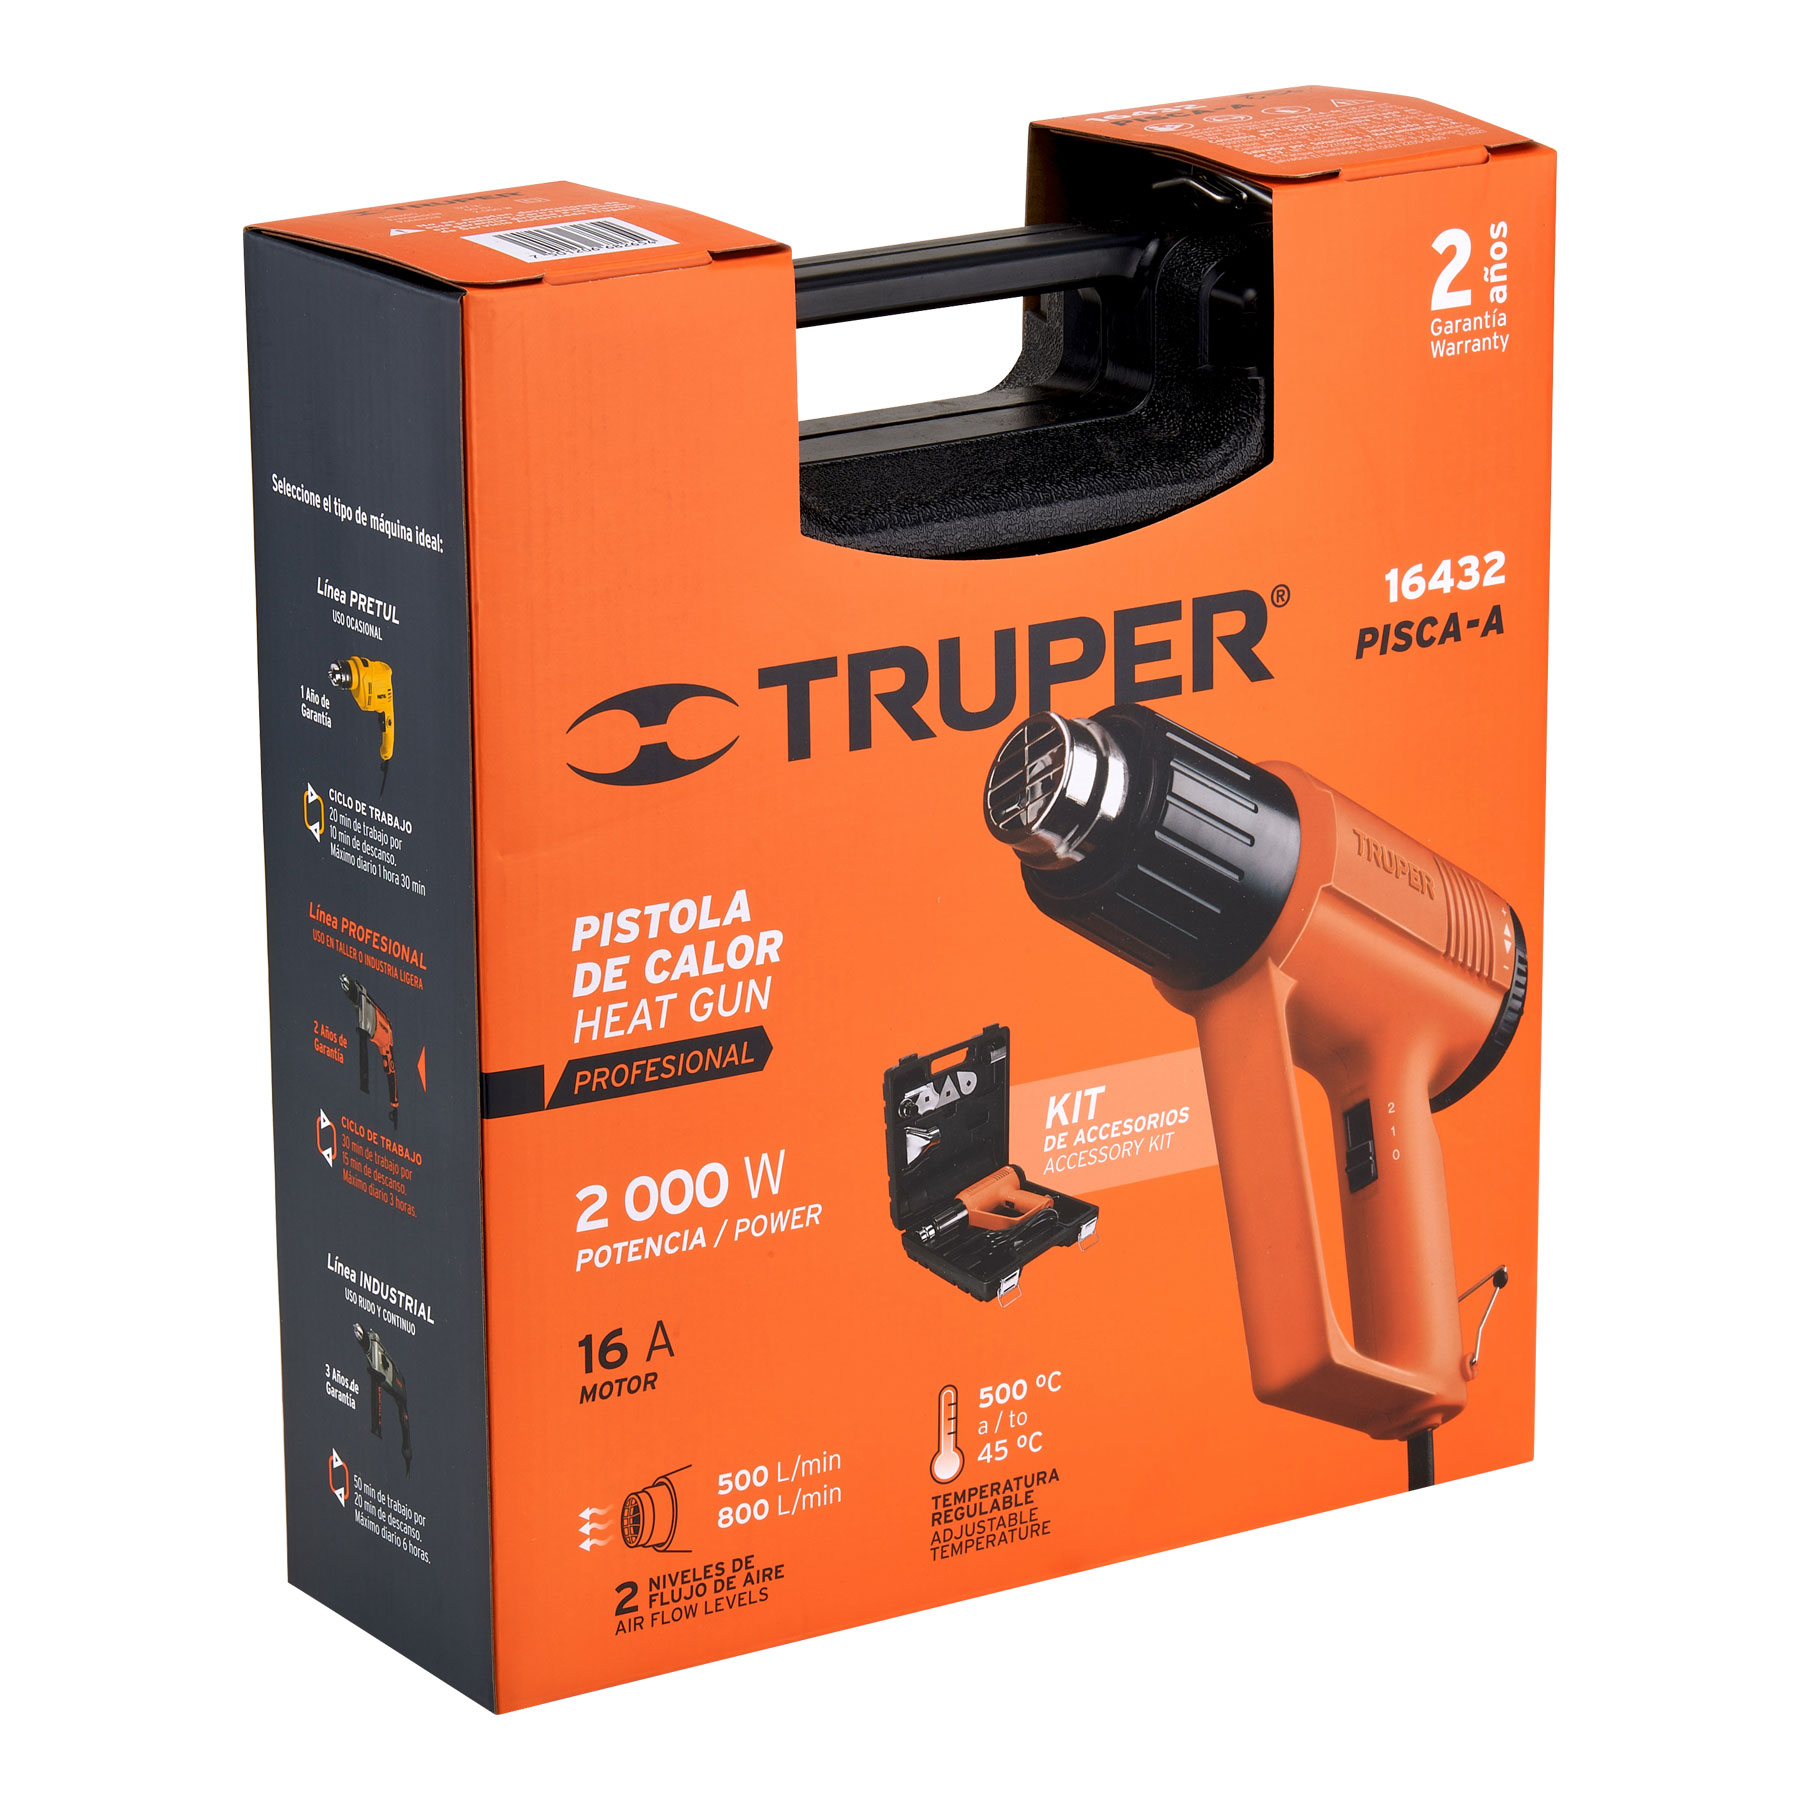 TRUPER
16432
PISCA-A
2 años
Garantía
Warranty
Seleccione el tipo de máquina ideal:
Línea PRETUL
USO OCASIONAL
1 Año de
Garantía
CICLO DE TRABAJO
20 min de trabajo por
10 min de descanso.
Máximo diario 1 hora 30 min
Línea PROFESIONAL
USO EN TALLER O INDUSTRIA LIGERA
2 Años de
Garantía
CICLO DE TRABAJO
30 min de trabajo por
15 min de descanso.
Máximo diario 3 horas.
Línea INDUSTRIAL
USO RUDO Y CONTINUO
3 Años de
Garantía
50 min de trabajo por
20 min de descanso.
Máximo diario 6 horas.
16432
PISCA-A
TRUPER®
PISTOLA
DE CALOR
HEAT GUN
PROFESIONAL
2 000 W
POTENCIA / POWER
16 A
MOTOR
500 L/min
800 L/min
2 NIVELES DE
FLUJO DE AIRE
AIR FLOW LEVELS
KIT
DE ACCESORIOS
ACCESSORY KIT
500 ºC
a / to
45 ºC
TEMPERATURA
REGULABLE
ADJUSTABLE
TEMPERATURE
TRUPER
+
-
2
1
0